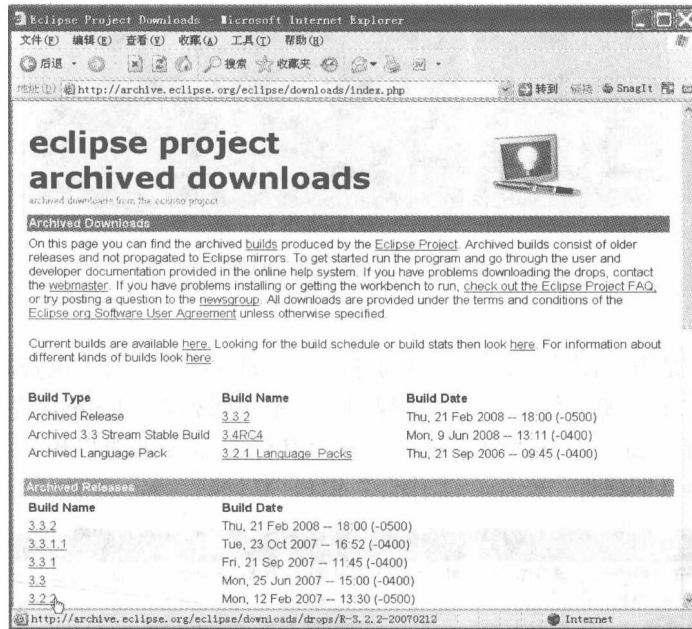 Eclipse Project Downloads - Microsoft Internet Explorer
文件(F) 编辑(E) 查看(V) 收藏(A) 工具(T) 帮助(H)
后退 搜索 收藏夹
地址(D) http://archive.eclipse.org/eclipse/downloads/index.php 转到 链接 SnagIt
eclipse project
archived downloads
archived downloads from the eclipse project
Archived Downloads
On this page you can find the archived builds produced by the Eclipse Project. Archived builds consist of older
releases and not propagated to Eclipse mirrors. To get started run the program and go through the user and
developer documentation provided in the online help system. If you have problems downloading the drops, contact
the webmaster. If you have problems installing or getting the workbench to run, check out the Eclipse Project FAQ,
or try posting a question to the newsgroup. All downloads are provided under the terms and conditions of the
Eclipse.org Software User Agreement unless otherwise specified.
Current builds are available here. Looking for the build schedule or build stats then look here. For information about
different kinds of builds look here.
Build Type Build Name Build Date
Archived Release 3.3.2 Thu, 21 Feb 2008 -- 18:00 (-0500)
Archived 3.3 Stream Stable Build 3.4RC4 Mon, 9 Jun 2008 -- 13:11 (-0400)
Archived Language Pack 3.2.1_Language_Packs Thu, 21 Sep 2006 -- 09:45 (-0400)
Archived Releases
Build Name Build Date
3.3.2 Thu, 21 Feb 2008 -- 18:00 (-0500)
3.3.1.1 Tue, 23 Oct 2007 -- 16:52 (-0400)
3.3.1 Fri, 21 Sep 2007 -- 11:45 (-0400)
3.3 Mon, 25 Jun 2007 -- 15:00 (-0400)
3.2.2 Mon, 12 Feb 2007 -- 13:30 (-0500)
http://archive.eclipse.org/eclipse/downloads/drops/R-3.2.2-20070212 Internet